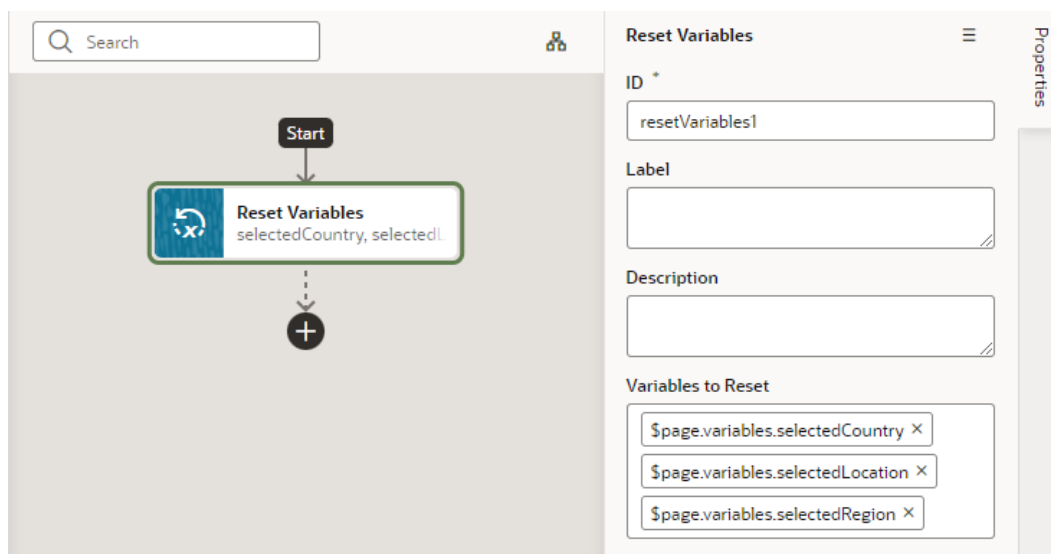 Search
Start
Reset Variables
selectedCountry, selectedL
Reset Variables
ID *
resetVariables1
Label
Description
Variables to Reset
$page.variables.selectedCountry ×
$page.variables.selectedLocation ×
$page.variables.selectedRegion ×
Properties